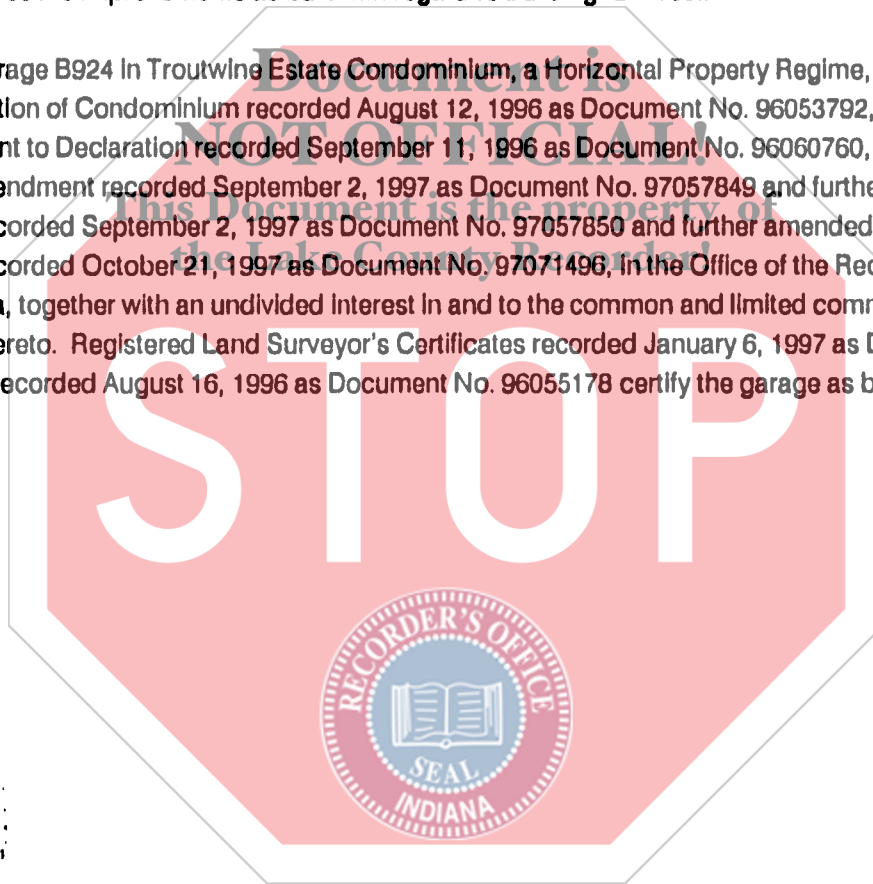 rage B924 in Troutwine Estate Condominium, a Horizontal Property Regime,
tion of Condominium recorded August 12, 1996 as Document No. 96053792,
nt to Declaration recorded September 11, 1996 as Document No. 96060760,
endment recorded September 2, 1997 as Document No. 97057849 and furthe
corded September 2, 1997 as Document No. 97057850 and further amended
corded October 21, 1997 as Document No. 97071496, in the Office of the Rec
a, together with an undivided interest in and to the common and limited comm
ereto. Registered Land Surveyor's Certificates recorded January 6, 1997 as D
ecorded August 16, 1996 as Document No. 96055178 certify the garage as b
Document is
NOT OFFICIAL!
This Document is the property of
the Lake County Recorder!
STOP
RECORDER'S OFFICE
SEAL
INDIANA